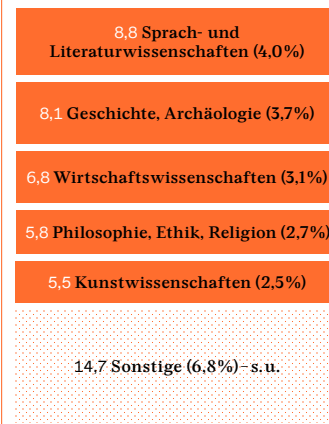 8,8 Sprach- und
Literaturwissenschaften (4,0%)
8,1 Geschichte, Archäologie (3,7%)
6,8 Wirtschaftswissenschaften (3,1%)
5,8 Philosophie, Ethik, Religion (2,7%)
5,5 Kunstwissenschaften (2,5%)
14,7 Sonstige (6,8%) – s. u.